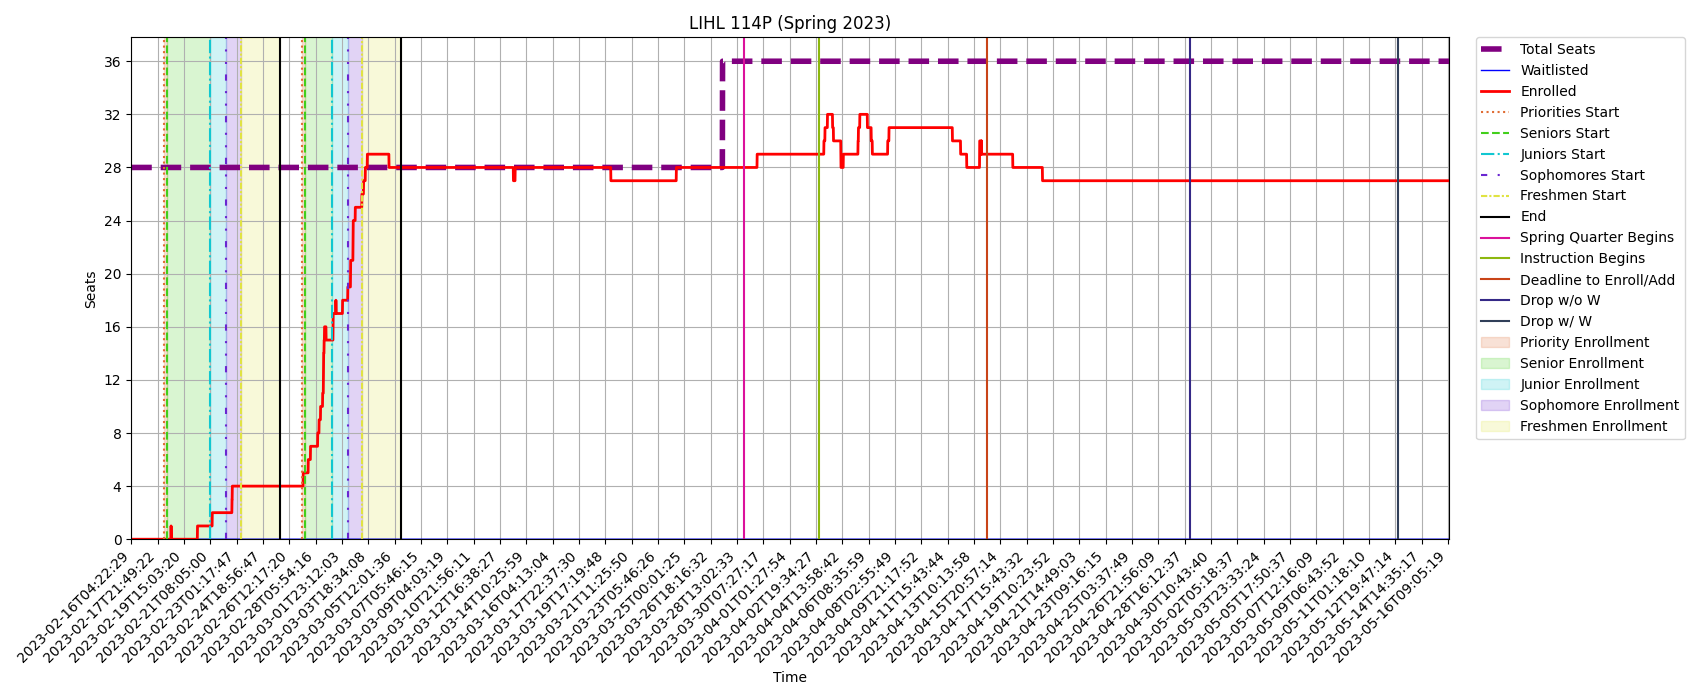 LIHL 114P (Spring 2023)
Seats
36
32
28
24
20
16
12
8
4
0
2023-02-16T04:22:29
2023-02-17T21:49:22
2023-02-19T15:03:20
2023-02-21T08:05:00
2023-02-23T01:17:47
2023-02-24T18:56:47
2023-02-26T12:17:20
2023-02-28T05:54:16
2023-03-01T23:12:03
2023-03-03T18:34:08
2023-03-05T12:01:36
2023-03-07T05:46:15
2023-03-09T04:03:19
2023-03-10T21:56:11
2023-03-12T16:38:27
2023-03-14T10:25:59
2023-03-16T04:13:04
2023-03-17T22:37:30
2023-03-19T17:19:48
2023-03-21T11:25:50
2023-03-23T05:46:26
2023-03-25T00:01:25
2023-03-26T18:16:32
2023-03-28T13:02:33
2023-03-30T07:27:17
2023-04-01T01:27:54
2023-04-02T19:34:27
2023-04-04T13:58:42
2023-04-06T08:35:59
2023-04-08T02:55:49
2023-04-09T21:17:52
2023-04-11T15:43:44
2023-04-13T10:13:58
2023-04-15T20:57:14
2023-04-17T15:43:32
2023-04-19T10:23:52
2023-04-21T14:49:03
2023-04-23T09:16:15
2023-04-25T03:37:49
2023-04-26T21:56:09
2023-04-28T16:12:37
2023-04-30T10:43:40
2023-05-02T05:18:37
2023-05-03T23:33:24
2023-05-05T17:50:37
2023-05-07T12:16:09
2023-05-09T06:43:52
2023-05-11T01:18:10
2023-05-12T19:47:14
2023-05-14T14:35:17
2023-05-16T09:05:19
Time
Total Seats
Waitlisted
Enrolled
Priorities Start
Seniors Start
Juniors Start
Sophomores Start
Freshmen Start
End
Spring Quarter Begins
Instruction Begins
Deadline to Enroll/Add
Drop w/o W
Drop w/ W
Priority Enrollment
Senior Enrollment
Junior Enrollment
Sophomore Enrollment
Freshmen Enrollment